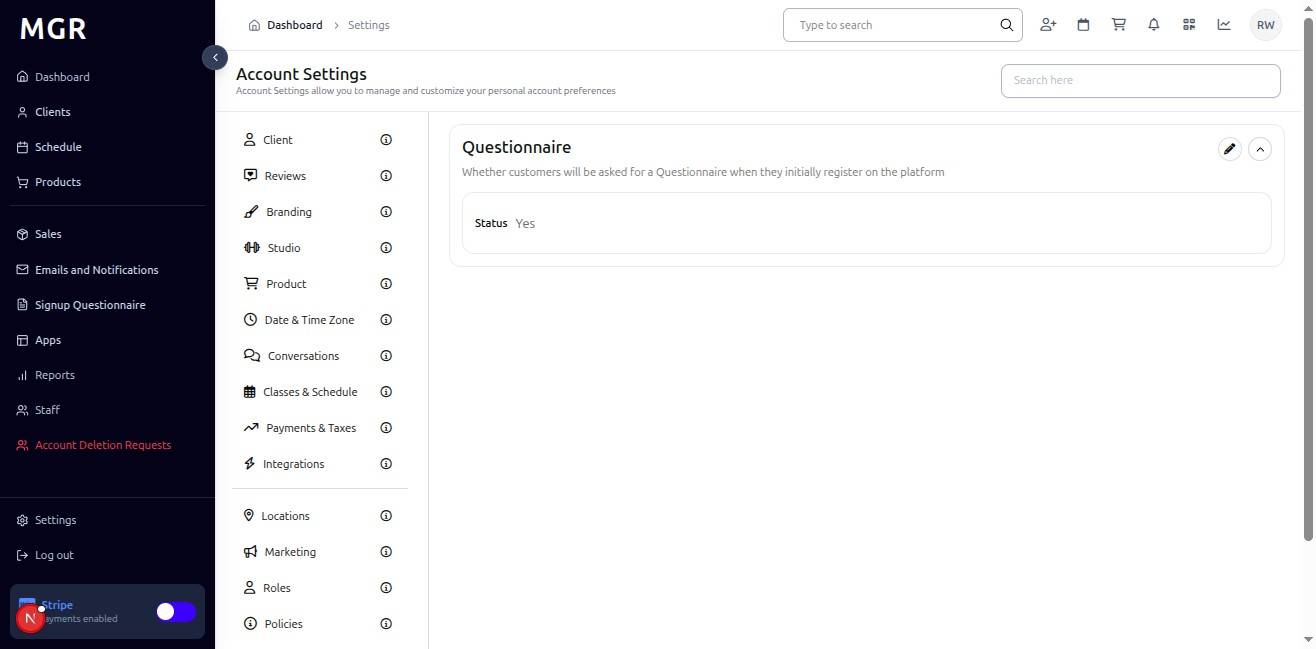 MGR
Dashboard
Clients
Schedule
Products
Sales
Emails and Notifications
Signup Questionnaire
Apps
Reports
Staff
Account Deletion Requests
Settings
Log out
Stripe
ayments enabled
N
Dashboard > Settings
Type to search
RW
Account Settings
Account Settings allow you to manage and customize your personal account preferences
Search here
Client
Reviews
Branding
Studio
Product
Date & Time Zone
Conversations
Classes & Schedule
Payments & Taxes
Integrations
Locations
Marketing
Roles
Policies
Questionnaire
Whether customers will be asked for a Questionnaire when they initially register on the platform
Status Yes